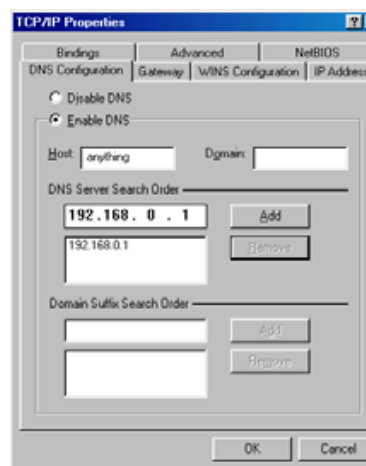 TCP/IP Properties
Bindings Advanced NetBIOS
DNS Configuration Gateway WINS Configuration IP Address
Disable DNS
Enable DNS
Host: anything Domain:
DNS Server Search Order
192.168. 0 . 1 Add
192.168.0.1 Remove
Domain Suffix Search Order
Add
Remove
OK Cancel